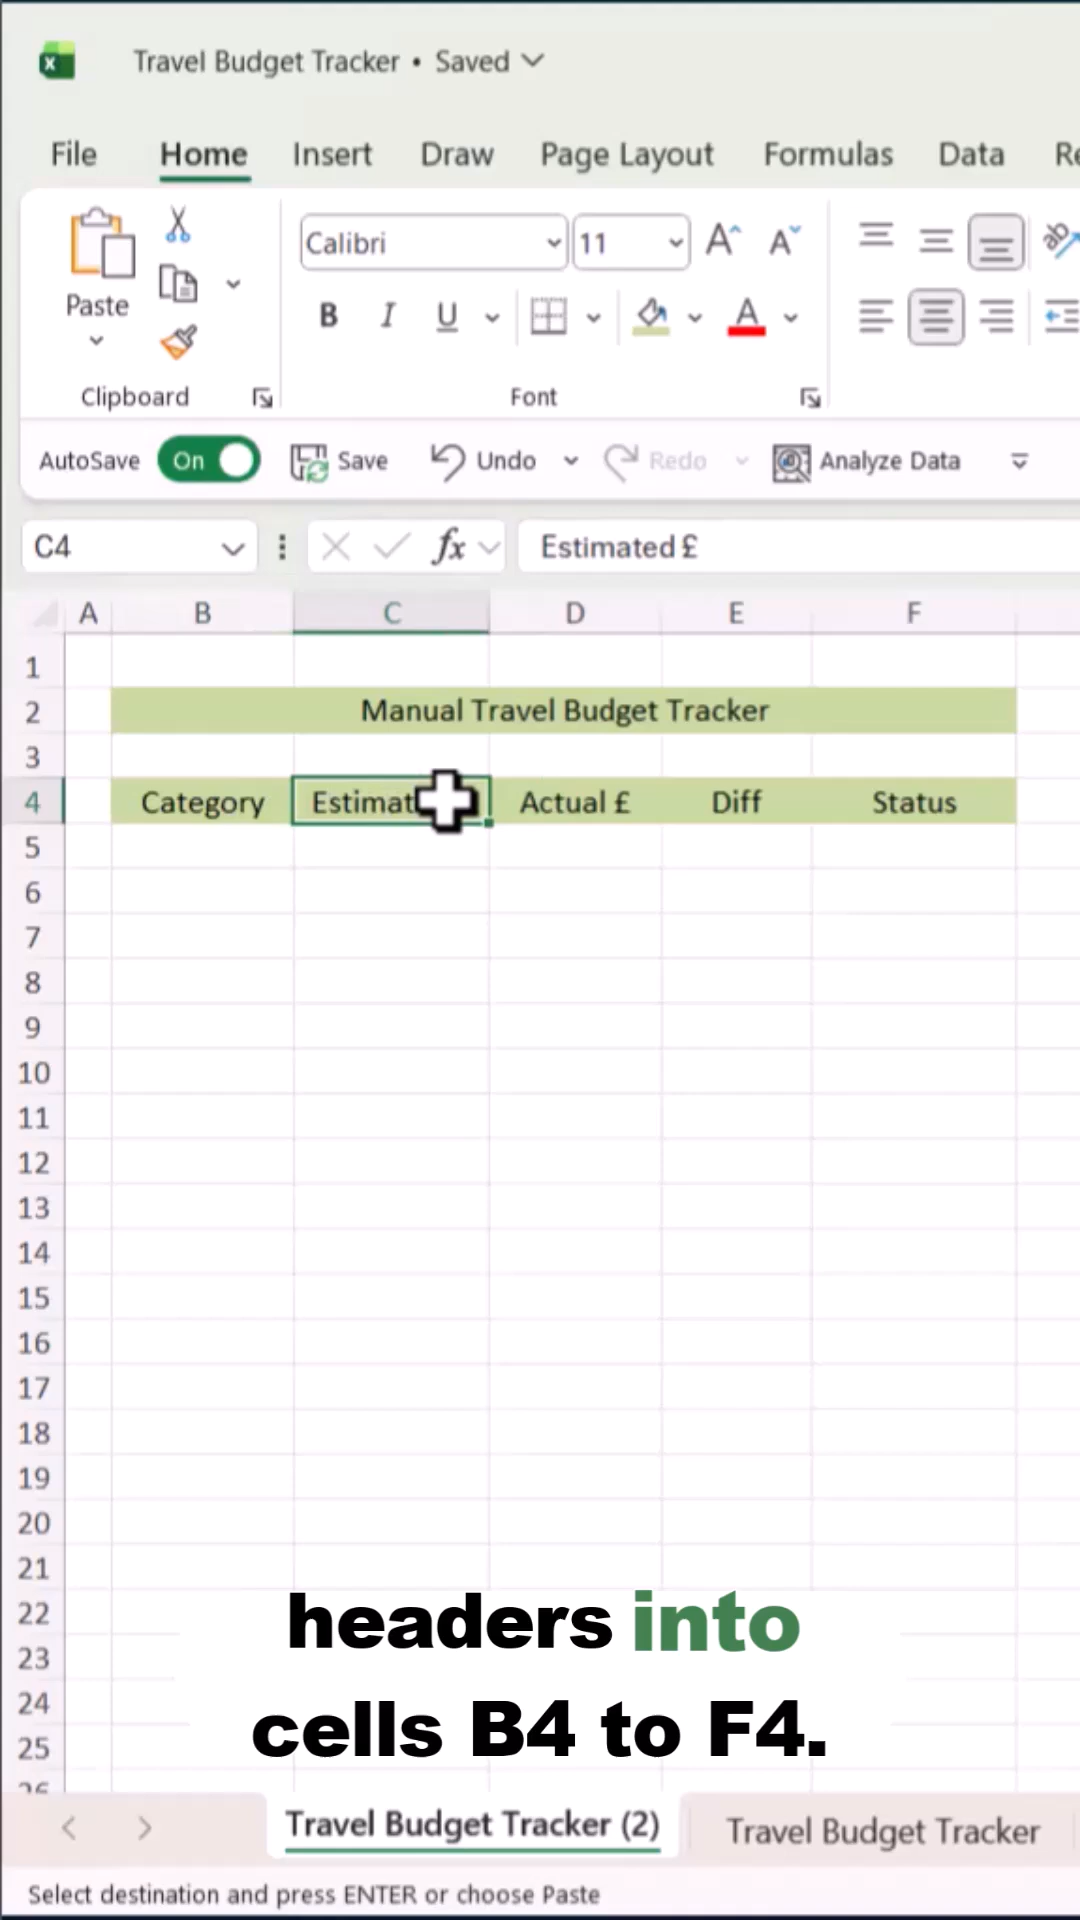 Travel Budget Tracker • Saved
File Home Insert Draw Page Layout Formulas Data Re
Calibri 11
Paste
B I U A
Clipboard Font
AutoSave On Save Undo Redo Analyze Data
C4 fx Estimated £
A B C D E F
1
2 Manual Travel Budget Tracker
3
4 Category Estimat Actual £ Diff Status
5
6
7
8
9
10
11
12
13
14
15
16
17
18
19
20
21
22
23
24
25
26
headers into
cells B4 to F4.
Travel Budget Tracker (2) Travel Budget Tracker
Select destination and press ENTER or choose Paste